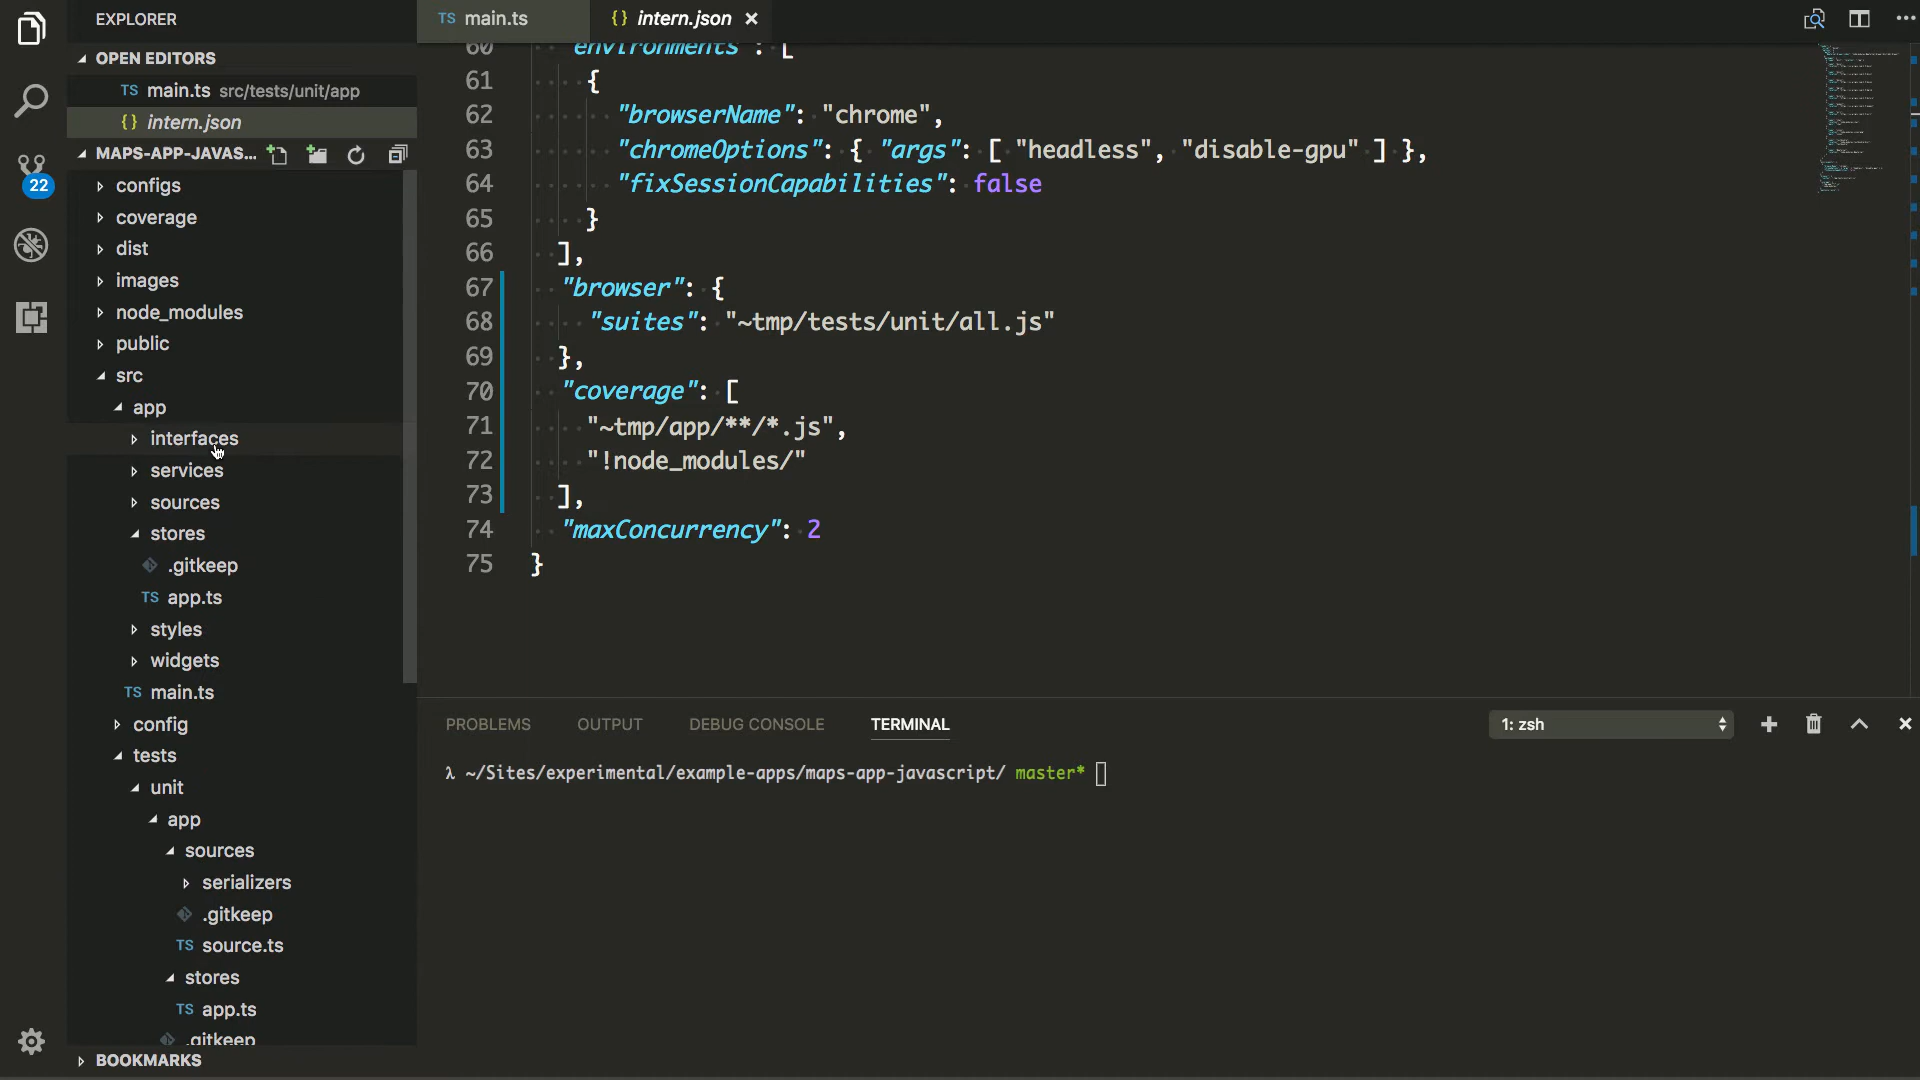 EXPLORER
OPEN EDITORS
TS main.ts src/tests/unit/app
{ } intern.json
MAPS-APP-JAVAS...
22
configs
coverage
dist
images
node_modules
public
src
app
interfaces
services
sources
stores
.gitkeep
TS app.ts
styles
widgets
TS main.ts
config
tests
unit
app
sources
serializers
.gitkeep
TS source.ts
stores
TS app.ts
.gitkeep
BOOKMARKS
TS main.ts
{ } intern.json
60 "environments": [
61 {
62 "browserName": "chrome",
63 "chromeOptions": { "args": [ "headless", "disable-gpu" ] },
64 "fixSessionCapabilities": false
65 }
66 ],
67 "browser": {
68 "suites": "~tmp/tests/unit/all.js"
69 },
70 "coverage": [
71 "~tmp/app/**/*.js",
72 "!node_modules/"
73 ],
74 "maxConcurrency": 2
75 }
PROBLEMS OUTPUT DEBUG CONSOLE TERMINAL 1: zsh
λ ~/Sites/experimental/example-apps/maps-app-javascript/ master*